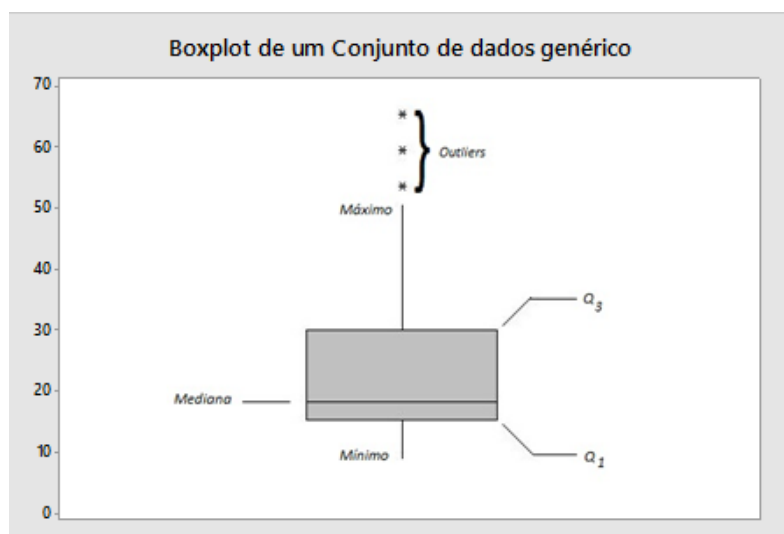 Boxplot de um Conjunto de dados genérico
70
60
Outliers
50
Máximo
40
Q3
30
20
Mediana
10
Mínimo
Q1
0